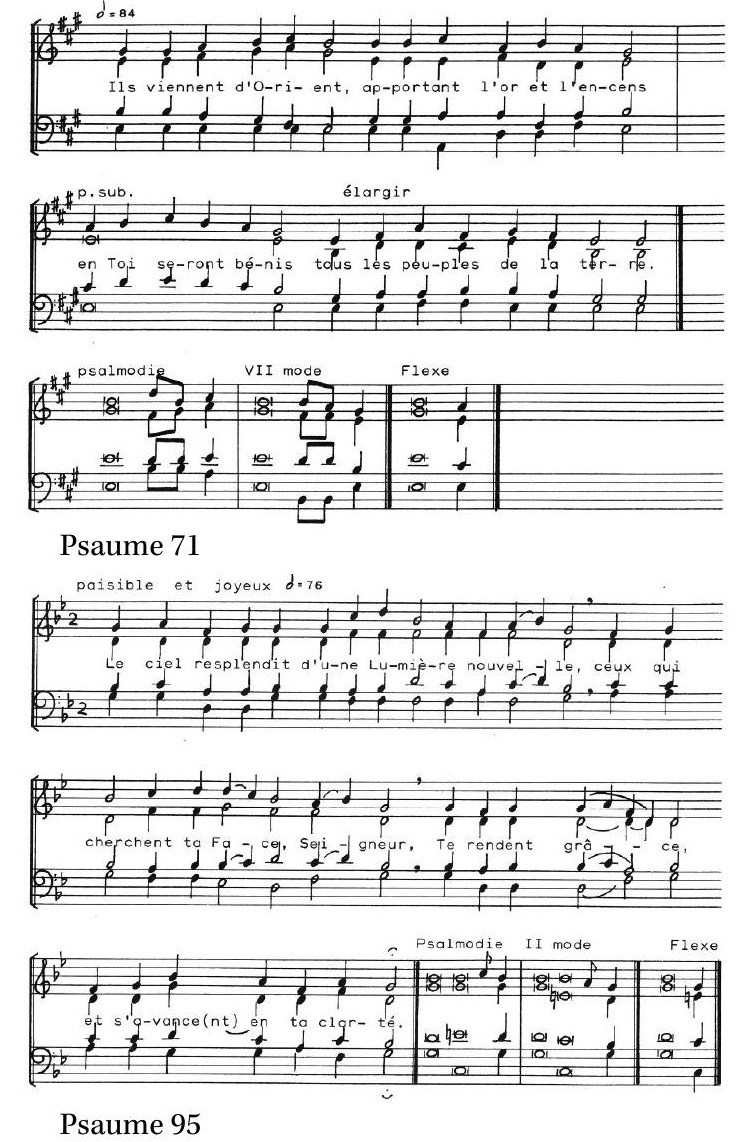 𝅗𝅥=84
Ils viennent d'O-ri- ent, ap-portant l'or et l'en-cens
p.sub. élargir
en Toi se-ront bé-nis tous les peu-ples de la ter- re.
psalmodie VII mode Flexe
Psaume 71
paisible et joyeux 𝅗𝅥=76
Le ciel resplendit d'u-ne Lu-miè-re nouvel - le, ceux qui
cherchent ta Fa - ce, Sei - gneur, Te rendent grâ - - ce,
Psalmodie II mode Flexe
et s'a-vance(nt) en ta clar- té.
Psaume 95